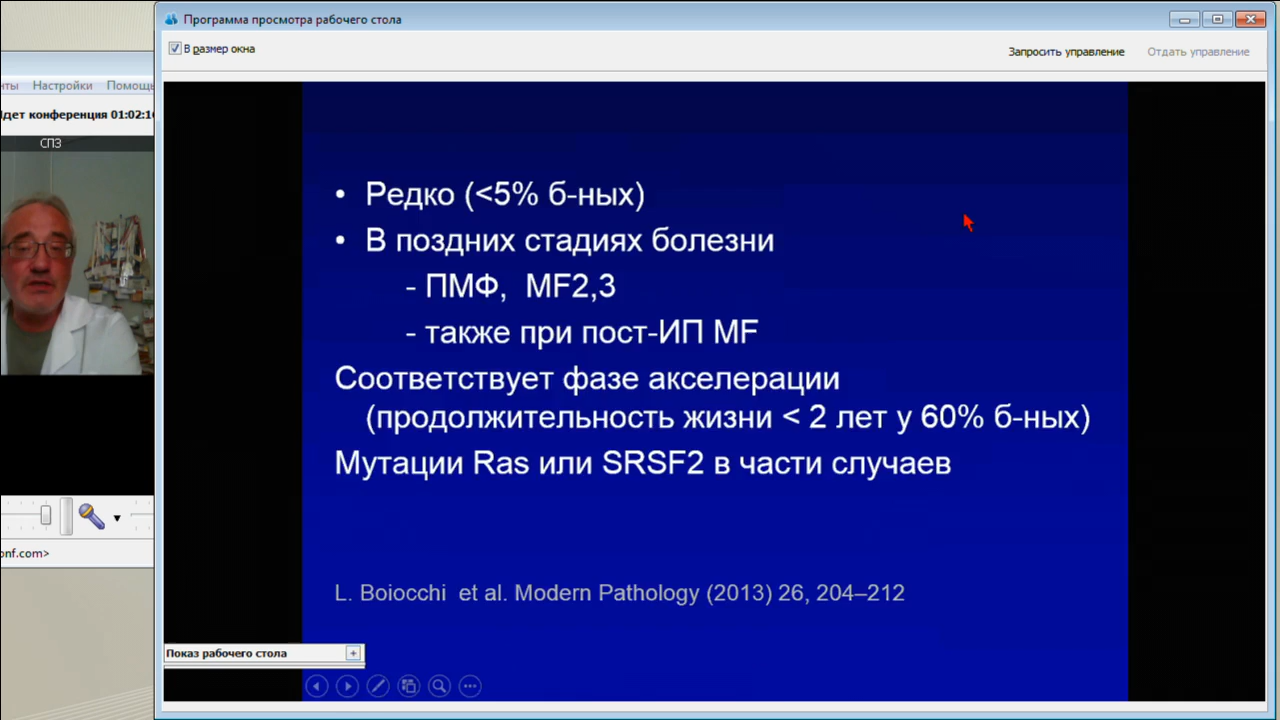 Программа просмотра рабочего стола
В размер окна
Запросить управление
Отдать управление
Настройки
Помощь
конференция 01:02:1
СПЗ
• Редко (<5% б-ных)
• В поздних стадиях болезни
- ПМФ, MF2,3
- также при пост-ИП MF
Соответствует фазе акселерации
(продолжительность жизни < 2 лет у 60% б-ных)
Мутации Ras или SRSF2 в части случаев
L. Boiocchi et al. Modern Pathology (2013) 26, 204–212
onf.com>
Показ рабочего стола